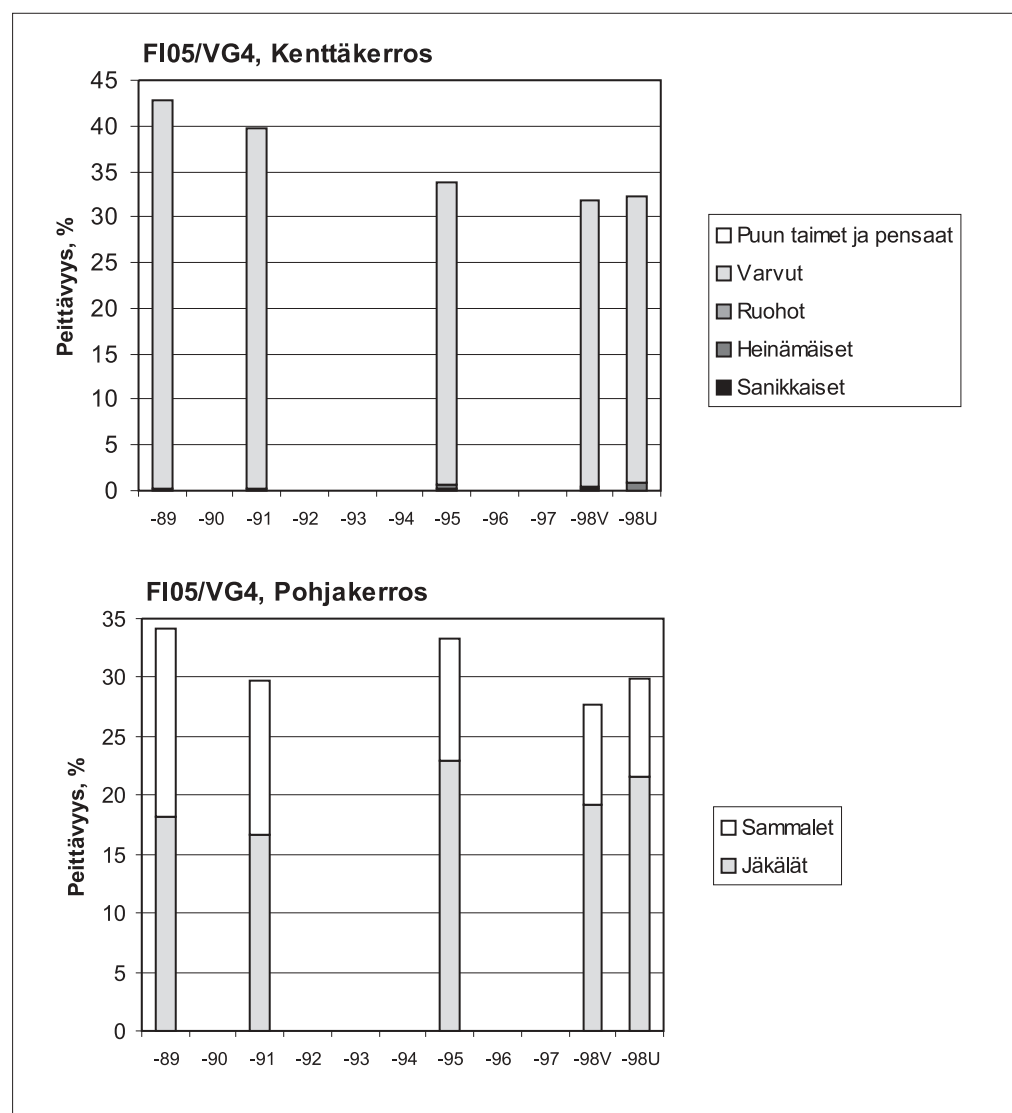 FI05/VG4, Kenttäkerros
Peittävyys, %
45
40
35
30
25
20
15
10
5
0
-89 -90 -91 -92 -93 -94 -95 -96 -97 -98V -98U
Puun taimet ja pensaat
Varvut
Ruohot
Heinämäiset
Sanikkaiset
FI05/VG4, Pohjakerros
Peittävyys, %
35
30
25
20
15
10
5
0
-89 -90 -91 -92 -93 -94 -95 -96 -97 -98V -98U
Sammalet
Jäkälät